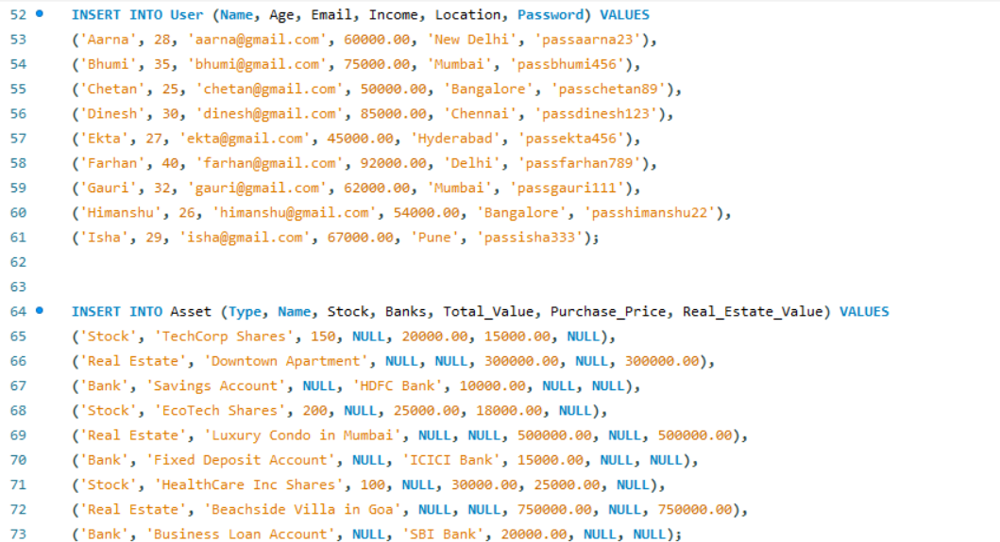 52 INSERT INTO User (Name, Age, Email, Income, Location, Password) VALUES
53 ('Aarna', 28, 'aarna@gmail.com', 60000.00, 'New Delhi', 'passaarna23'),
54 ('Bhumi', 35, 'bhumi@gmail.com', 75000.00, 'Mumbai', 'passbhumi456'),
55 ('Chetan', 25, 'chetan@gmail.com', 50000.00, 'Bangalore', 'passchetan89'),
56 ('Dinesh', 30, 'dinesh@gmail.com', 85000.00, 'Chennai', 'passdinesh123'),
57 ('Ekta', 27, 'ekta@gmail.com', 45000.00, 'Hyderabad', 'passekta456'),
58 ('Farhan', 40, 'farhan@gmail.com', 92000.00, 'Delhi', 'passfarhan789'),
59 ('Gauri', 32, 'gauri@gmail.com', 62000.00, 'Mumbai', 'passgauri111'),
60 ('Himanshu', 26, 'himanshu@gmail.com', 54000.00, 'Bangalore', 'passhimanshu22'),
61 ('Isha', 29, 'isha@gmail.com', 67000.00, 'Pune', 'passisha333');
62
63
64 INSERT INTO Asset (Type, Name, Stock, Banks, Total_Value, Purchase_Price, Real_Estate_Value) VALUES
65 ('Stock', 'TechCorp Shares', 150, NULL, 20000.00, 15000.00, NULL),
66 ('Real Estate', 'Downtown Apartment', NULL, NULL, 300000.00, NULL, 300000.00),
67 ('Bank', 'Savings Account', NULL, 'HDFC Bank', 10000.00, NULL, NULL),
68 ('Stock', 'EcoTech Shares', 200, NULL, 25000.00, 18000.00, NULL),
69 ('Real Estate', 'Luxury Condo in Mumbai', NULL, NULL, 500000.00, NULL, 500000.00),
70 ('Bank', 'Fixed Deposit Account', NULL, 'ICICI Bank', 15000.00, NULL, NULL),
71 ('Stock', 'HealthCare Inc Shares', 100, NULL, 30000.00, 25000.00, NULL),
72 ('Real Estate', 'Beachside Villa in Goa', NULL, NULL, 750000.00, NULL, 750000.00),
73 ('Bank', 'Business Loan Account', NULL, 'SBI Bank', 20000.00, NULL, NULL);